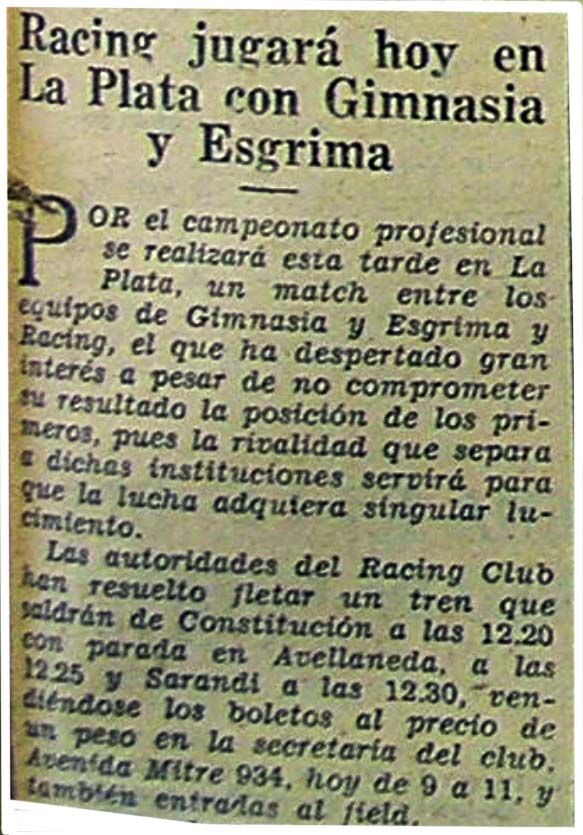 Racing jugará hoy en
La Plata con Gimnasia
y Esgrima
POR el campeonato profesional
se realizará esta tarde en La
Plata, un match entre los
equipos de Gimnasia y Esgrima y
Racing, el que ha despertado gran
interés a pesar de no comprometer
su resultado la posición de los pri-
meros, pues la rivalidad que separa
a dichas instituciones servirá para
que la lucha adquiera singular lu-
cimiento.
Las autoridades del Racing Club
han resuelto fletar un tren que
saldrán de Constitución a las 12.20
con parada en Avellaneda, a las
12.25 y Sarandi a las 12.30, ven-
diéndose los boletos al precio de
un peso en la secretaria del club,
Avenida Mitre 934, hoy de 9 a 11, y
también entradas al field.